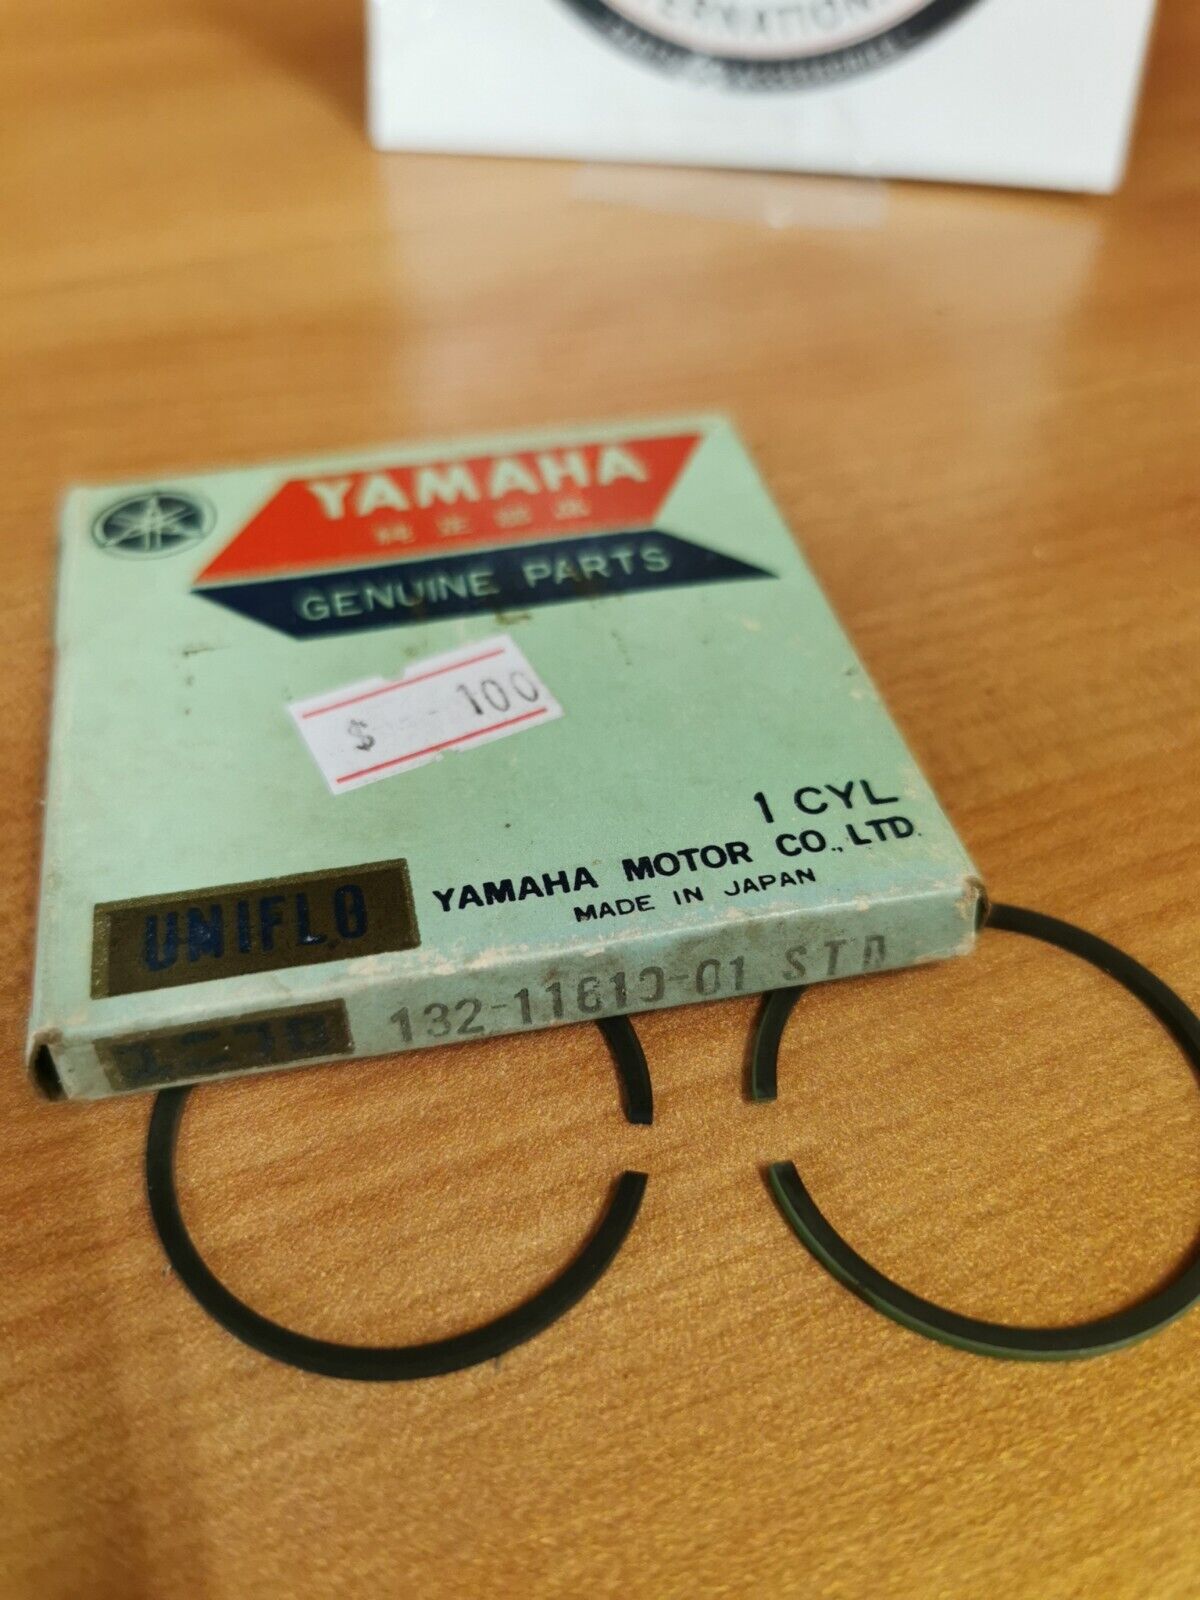 YAMAHA
純正部品
GENUINE PARTS
$ 100
1 CYL
YAMAHA MOTOR CO., LTD.
MADE IN JAPAN
UNIFLO
132-11610-01 STD